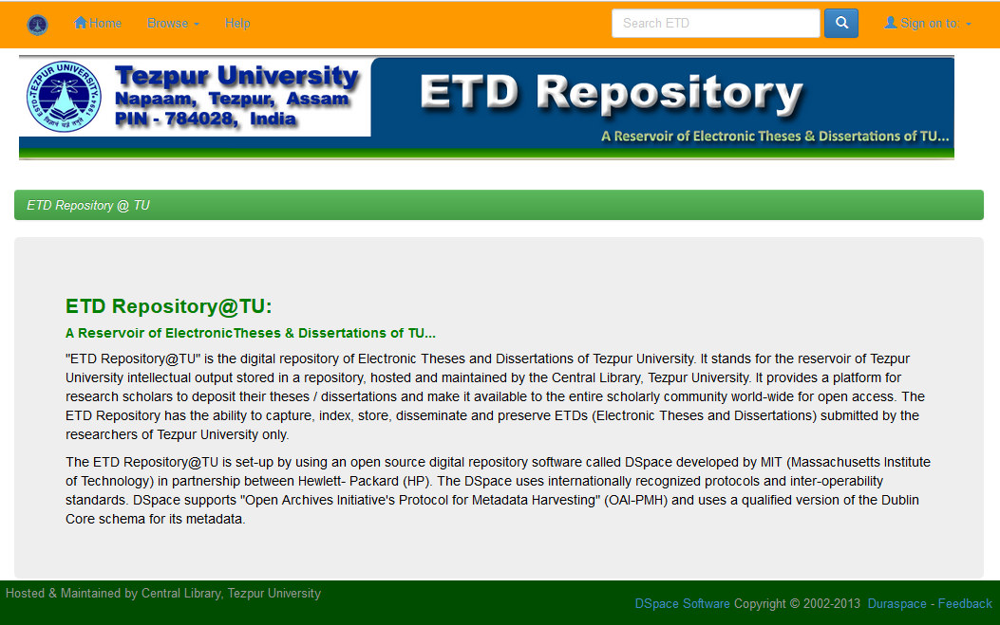 Home Browse Help Search ETD Sign on to:
TEZPUR UNIVERSITY
Tezpur University
Napaam, Tezpur, Assam
PIN - 784028, India
ETD Repository
A Reservoir of Electronic Theses & Dissertations of TU...
ETD Repository @ TU
ETD Repository@TU:
A Reservoir of ElectronicTheses & Dissertations of TU...
"ETD Repository@TU" is the digital repository of Electronic Theses and Dissertations of Tezpur University. It stands for the reservoir of Tezpur
University intellectual output stored in a repository, hosted and maintained by the Central Library, Tezpur University. It provides a platform for
research scholars to deposit their theses / dissertations and make it available to the entire scholarly community world-wide for open access. The
ETD Repository has the ability to capture, index, store, disseminate and preserve ETDs (Electronic Theses and Dissertations) submitted by the
researchers of Tezpur University only.
The ETD Repository@TU is set-up by using an open source digital repository software called DSpace developed by MIT (Massachusetts Institute
of Technology) in partnership between Hewlett- Packard (HP). The DSpace uses internationally recognized protocols and inter-operability
standards. DSpace supports "Open Archives Initiative's Protocol for Metadata Harvesting" (OAI-PMH) and uses a qualified version of the Dublin
Core schema for its metadata.
Hosted & Maintained by Central Library, Tezpur University
DSpace Software Copyright © 2002-2013 Duraspace - Feedback